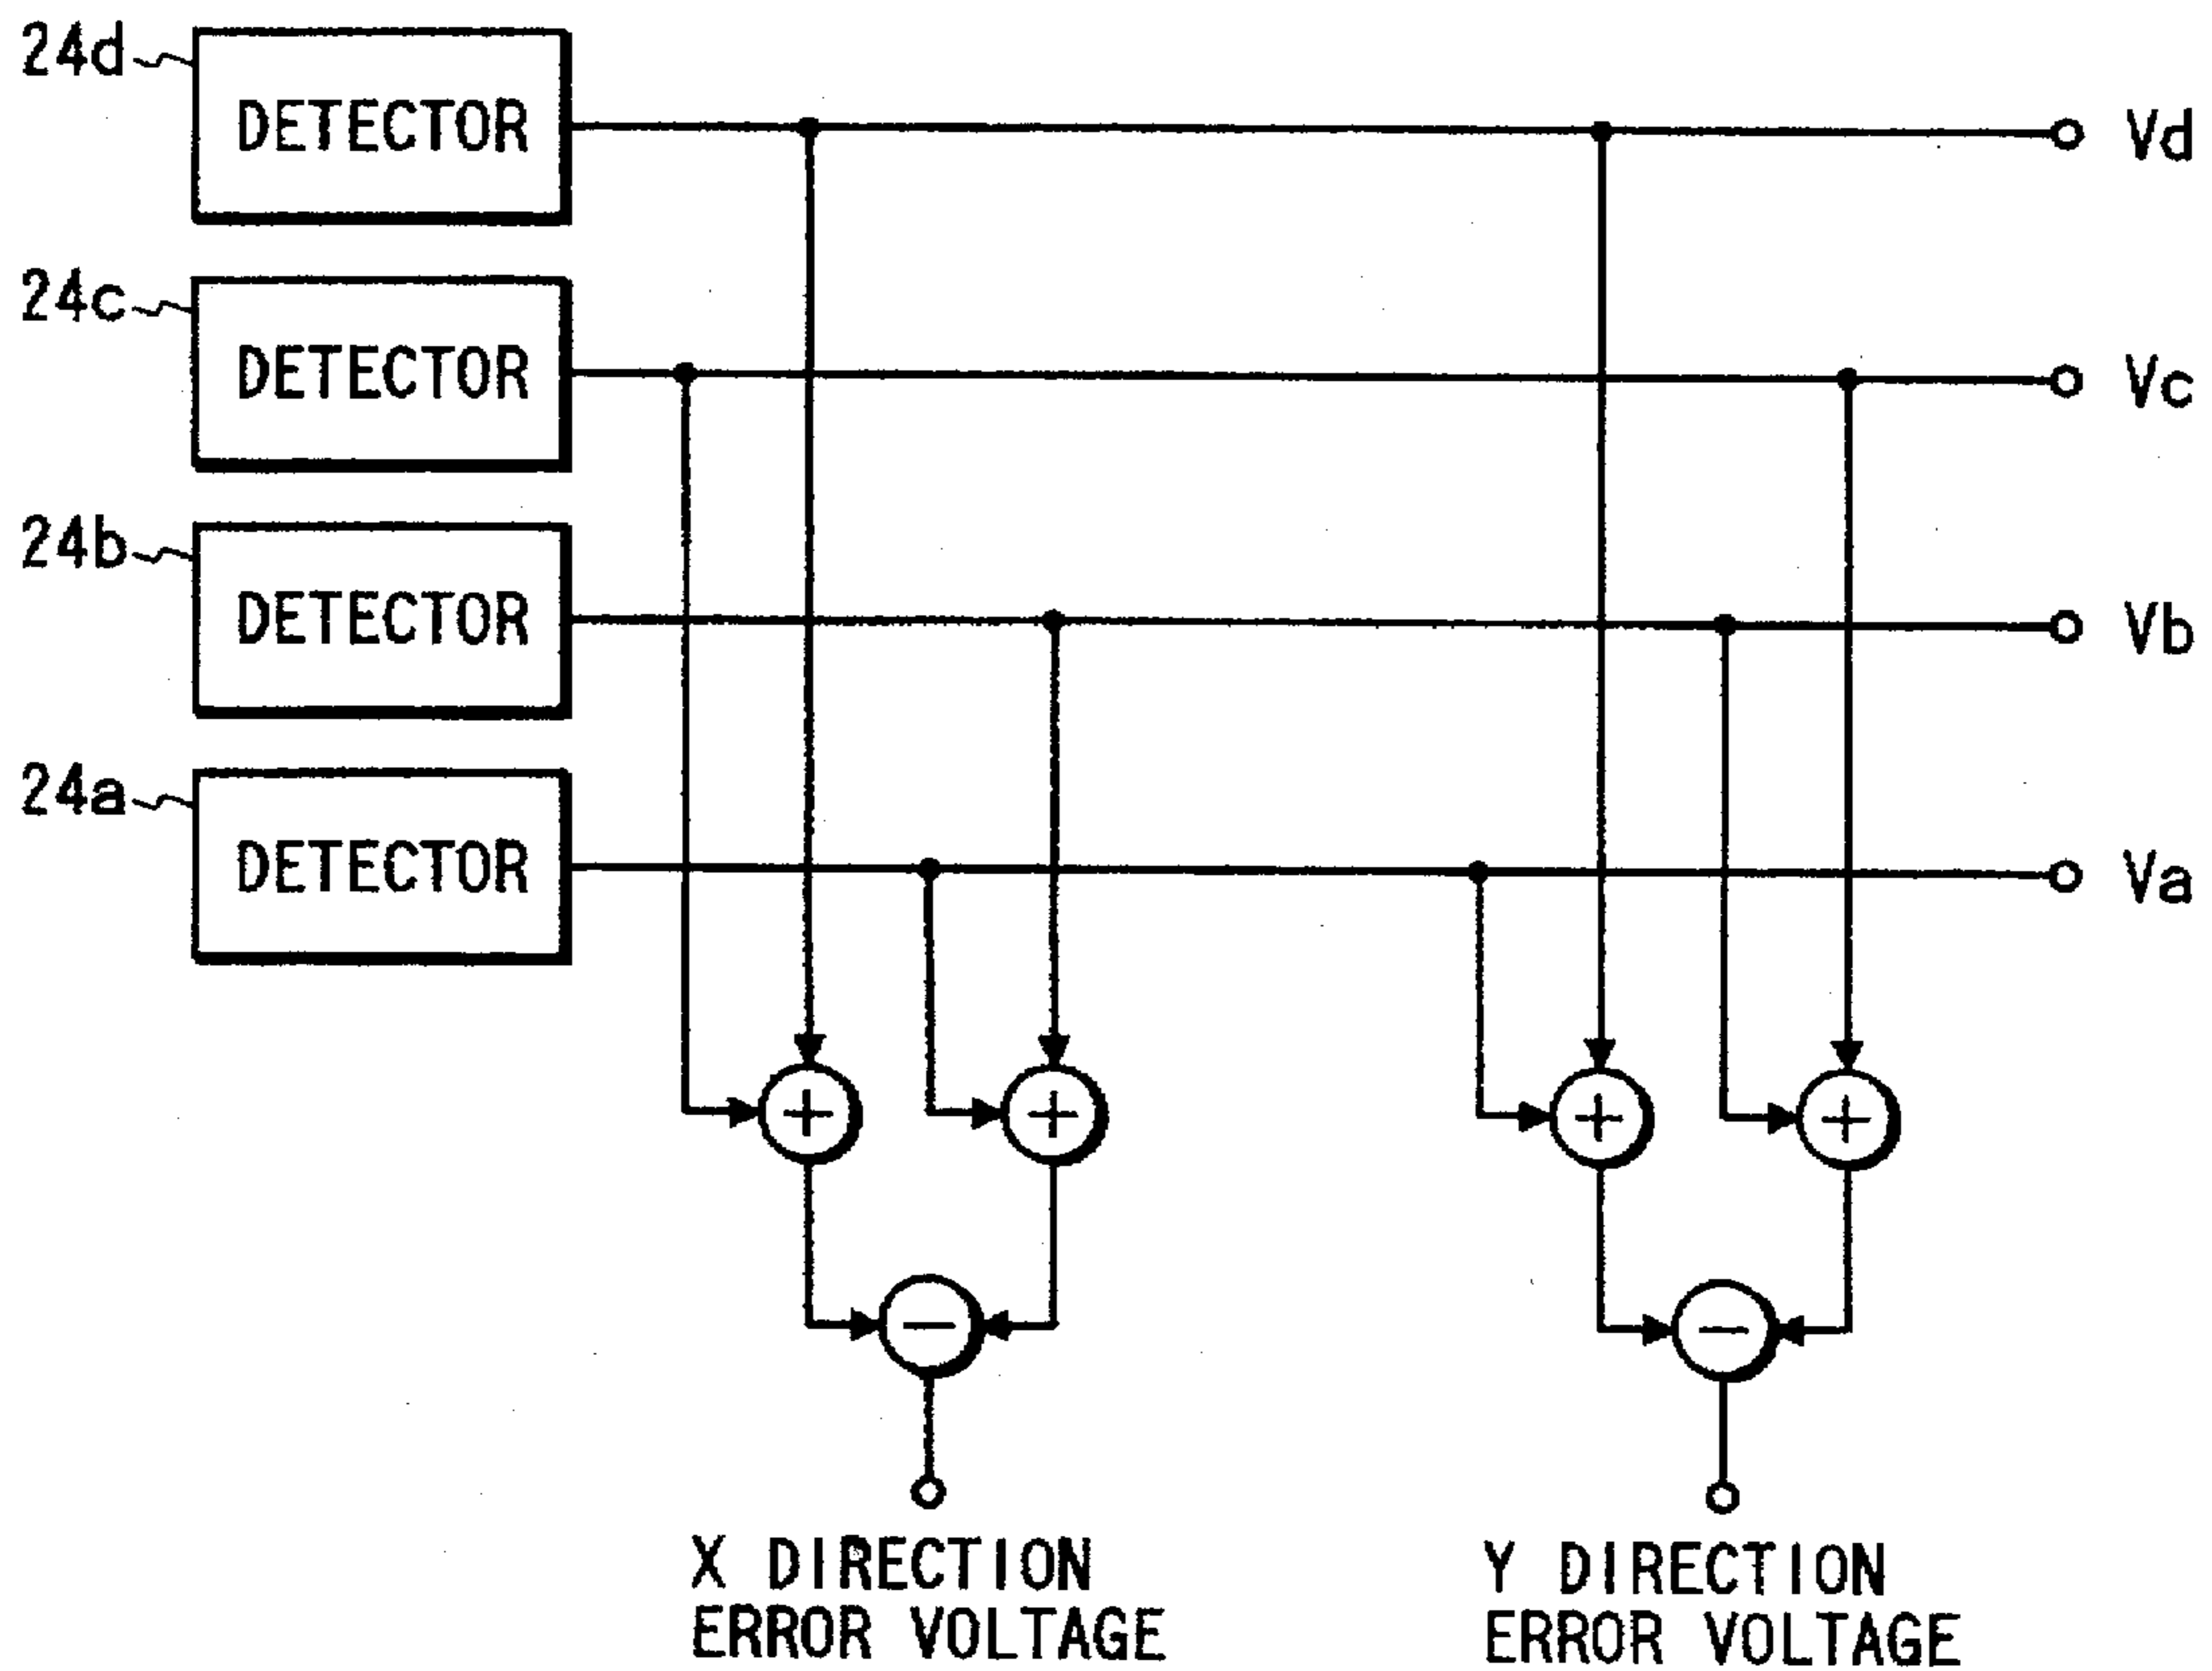 24d
DETECTOR
Vd
24c
DETECTOR
Vc
24b
DETECTOR
Vb
24a
DETECTOR
Va
+
+
+
+
−
−
X DIRECTION
ERROR VOLTAGE
Y DIRECTION
ERROR VOLTAGE